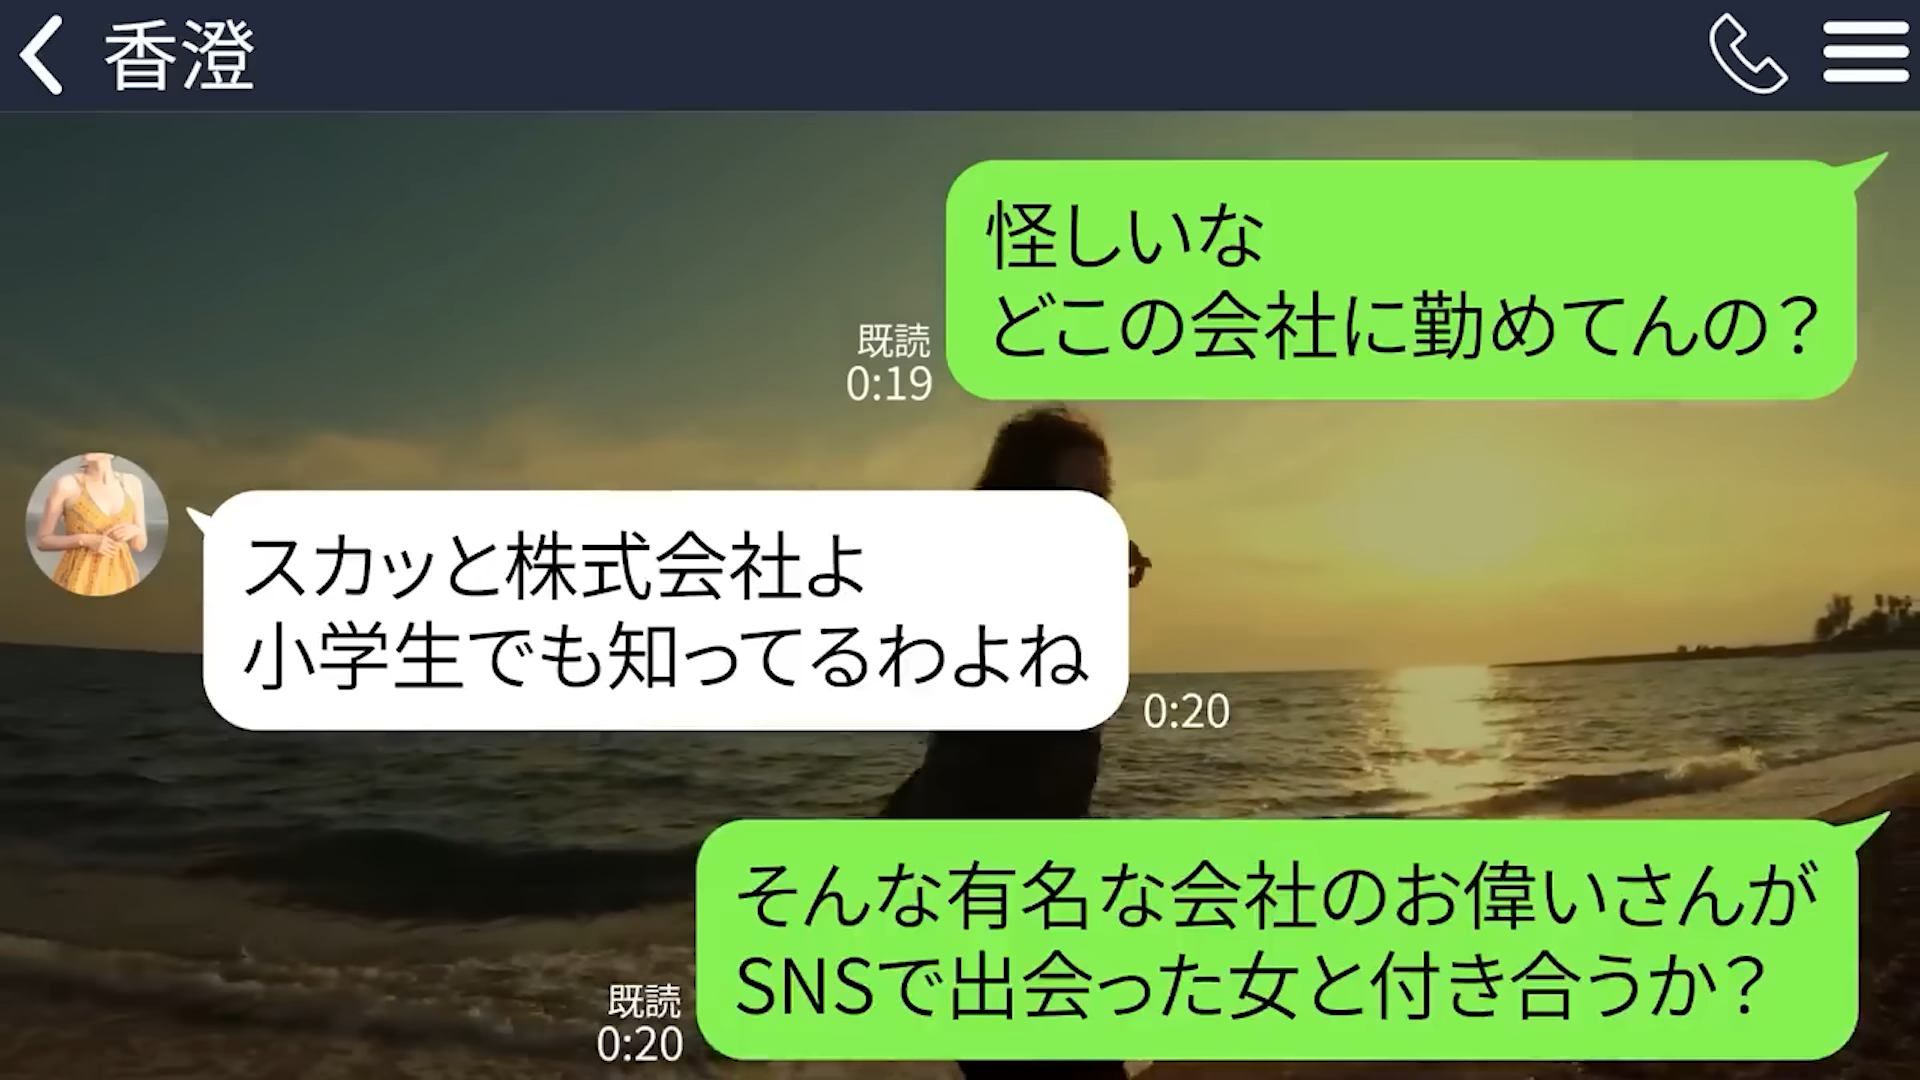 香澄
怪しいな
どこの会社に勤めてんの？
既読
0:19
スカッと株式会社よ
小学生でも知ってるわよね
0:20
そんな有名な会社のお偉いさんが
SNSで出会った女と付き合うか？
既読
0:20